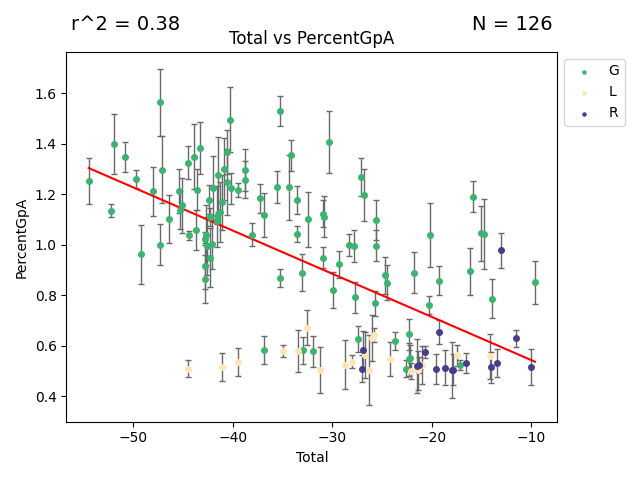 r^2 = 0.38
N = 126
Total vs PercentGpA
G
L
R
PercentGpA
1.6
1.4
1.2
1.0
0.8
0.6
0.4
−50
−40
−30
−20
−10
Total